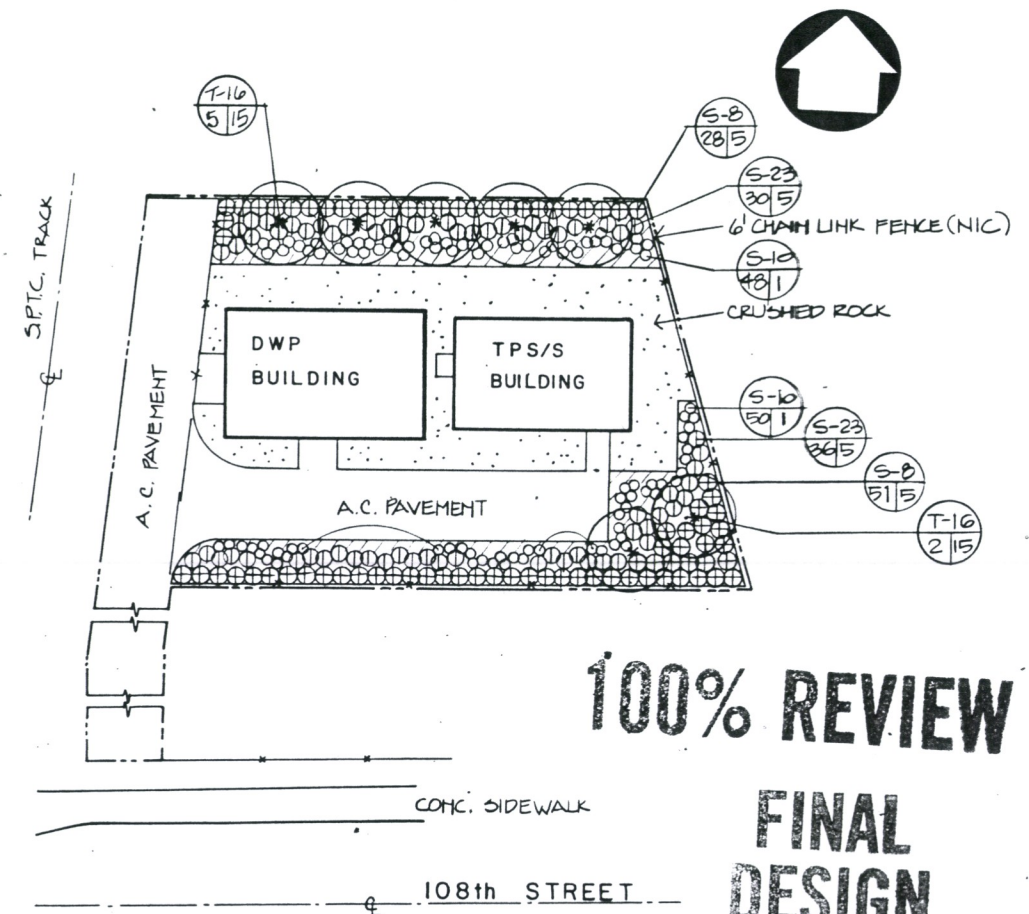 T-16
5 | 15
S-8
28 | 5
S-23
30 | 5
6' CHAIN LINK FENCE (NIC)
S-10
48 | 1
CRUSHED ROCK
S.P.T.C. TRACK
℄
A.C. PAVEMENT
DWP
BUILDING
TPS/S
BUILDING
S-10
50 | 1
S-23
36 | 5
S-8
51 | 5
T-16
2 | 15
A.C. PAVEMENT
100% REVIEW
FINAL
DESIGN
CONC. SIDEWALK
108th STREET
℄